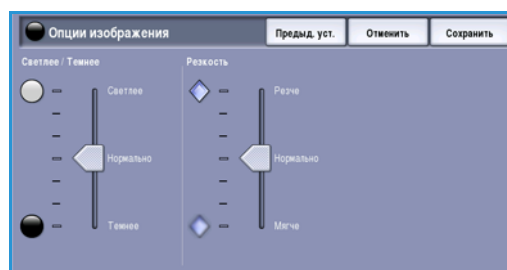 Опции изображения
Предыд. уст.
Отменить
Сохранить
Светлее / Темнее
Резкость
Светлее
Резче
Нормально
Нормально
Темнее
Мягче